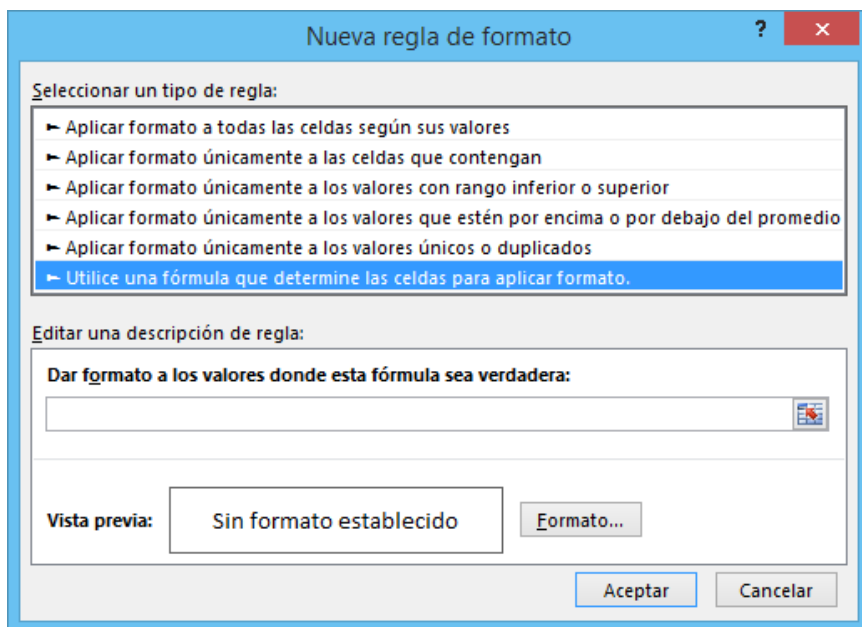 Nueva regla de formato
?
Seleccionar un tipo de regla:
► Aplicar formato a todas las celdas según sus valores
► Aplicar formato únicamente a las celdas que contengan
► Aplicar formato únicamente a los valores con rango inferior o superior
► Aplicar formato únicamente a los valores que estén por encima o por debajo del promedio
► Aplicar formato únicamente a los valores únicos o duplicados
► Utilice una fórmula que determine las celdas para aplicar formato.
Editar una descripción de regla:
Dar formato a los valores donde esta fórmula sea verdadera:
Vista previa: Sin formato establecido Formato...
Aceptar Cancelar